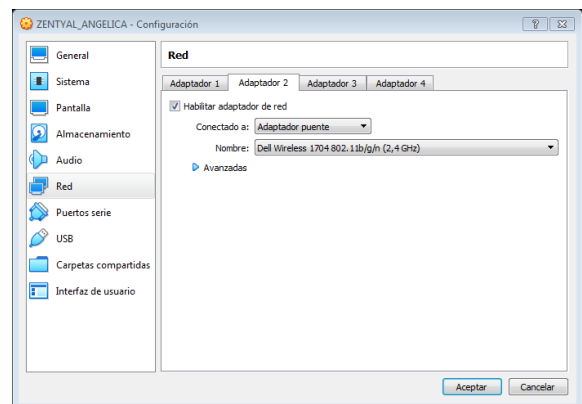 ZENTYAL_ANGELICA - Configuración
General
Sistema
Pantalla
Almacenamiento
Audio
Red
Puertos serie
USB
Carpetas compartidas
Interfaz de usuario
Red
Adaptador 1 Adaptador 2 Adaptador 3 Adaptador 4
Habilitar adaptador de red
Conectado a: Adaptador puente
Nombre: Dell Wireless 1704 802.11b/g/n (2,4 GHz)
Avanzadas
Aceptar Cancelar